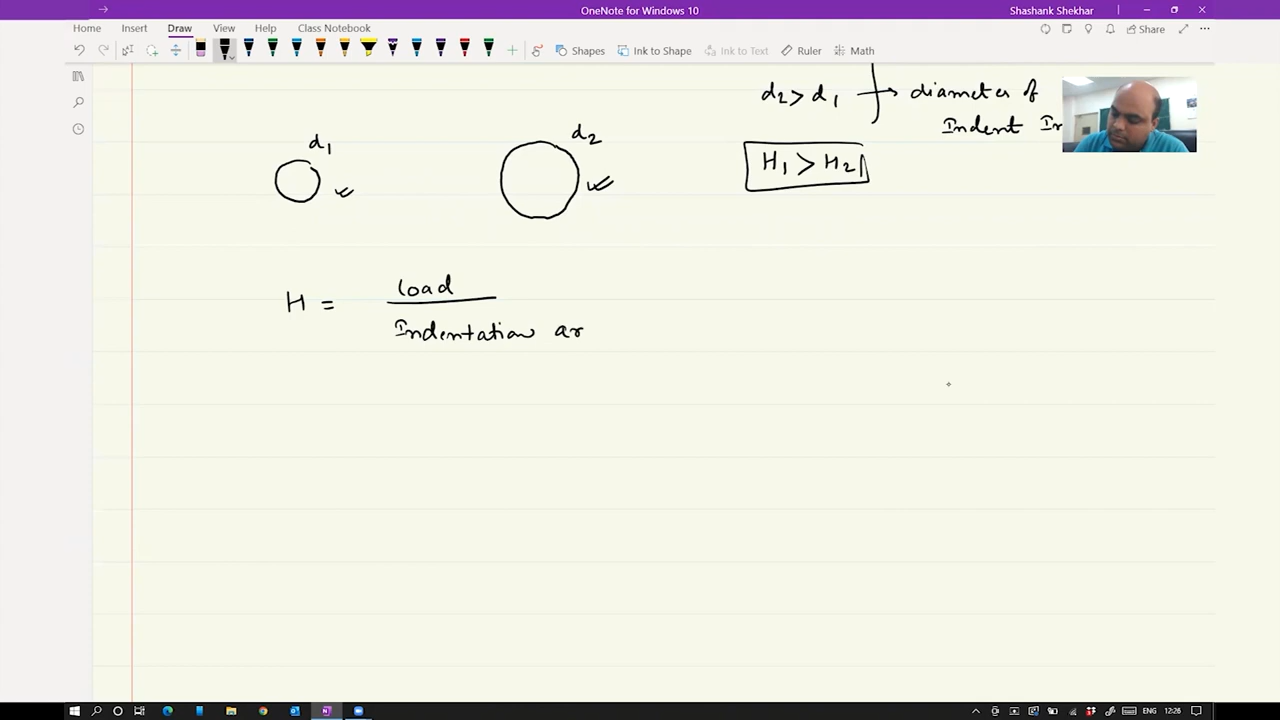 OneNote for Windows 10
Shashank Shekhar
Home Insert Draw View Help Class Notebook
Share
Shapes Ink to Shape Ink to Text Ruler Math
d2 > d1 → diameter of
Indent In
d1 d2
H1 > H2
H = load
Indentation ar
ENG 12:26